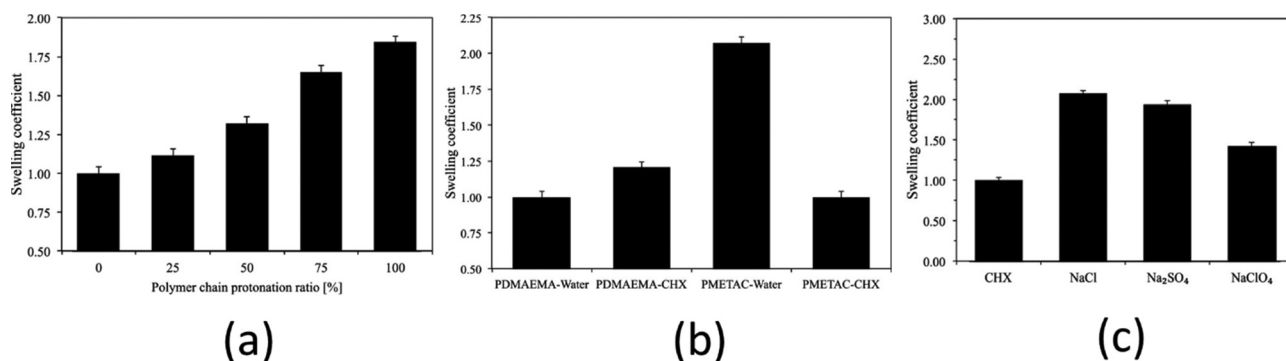 2.00
1.75
1.50
1.25
1.00
0.75
0.50
Swelling coefficient
0 25 50 75 100
Polymer chain protonation ratio [%]
(a)
2.25
2.00
1.50
1.25
1.00
0.75
0.50
Swelling coefficient
PDMAEMA-Water PDMAEMA-CHX PMETAC-Water PMETAC-CHX
(b)
3.00
2.50
2.00
1.50
1.00
0.50
0.00
Swelling coefficient
CHX NaCl Na₂SO₄ NaClO₄
(c)